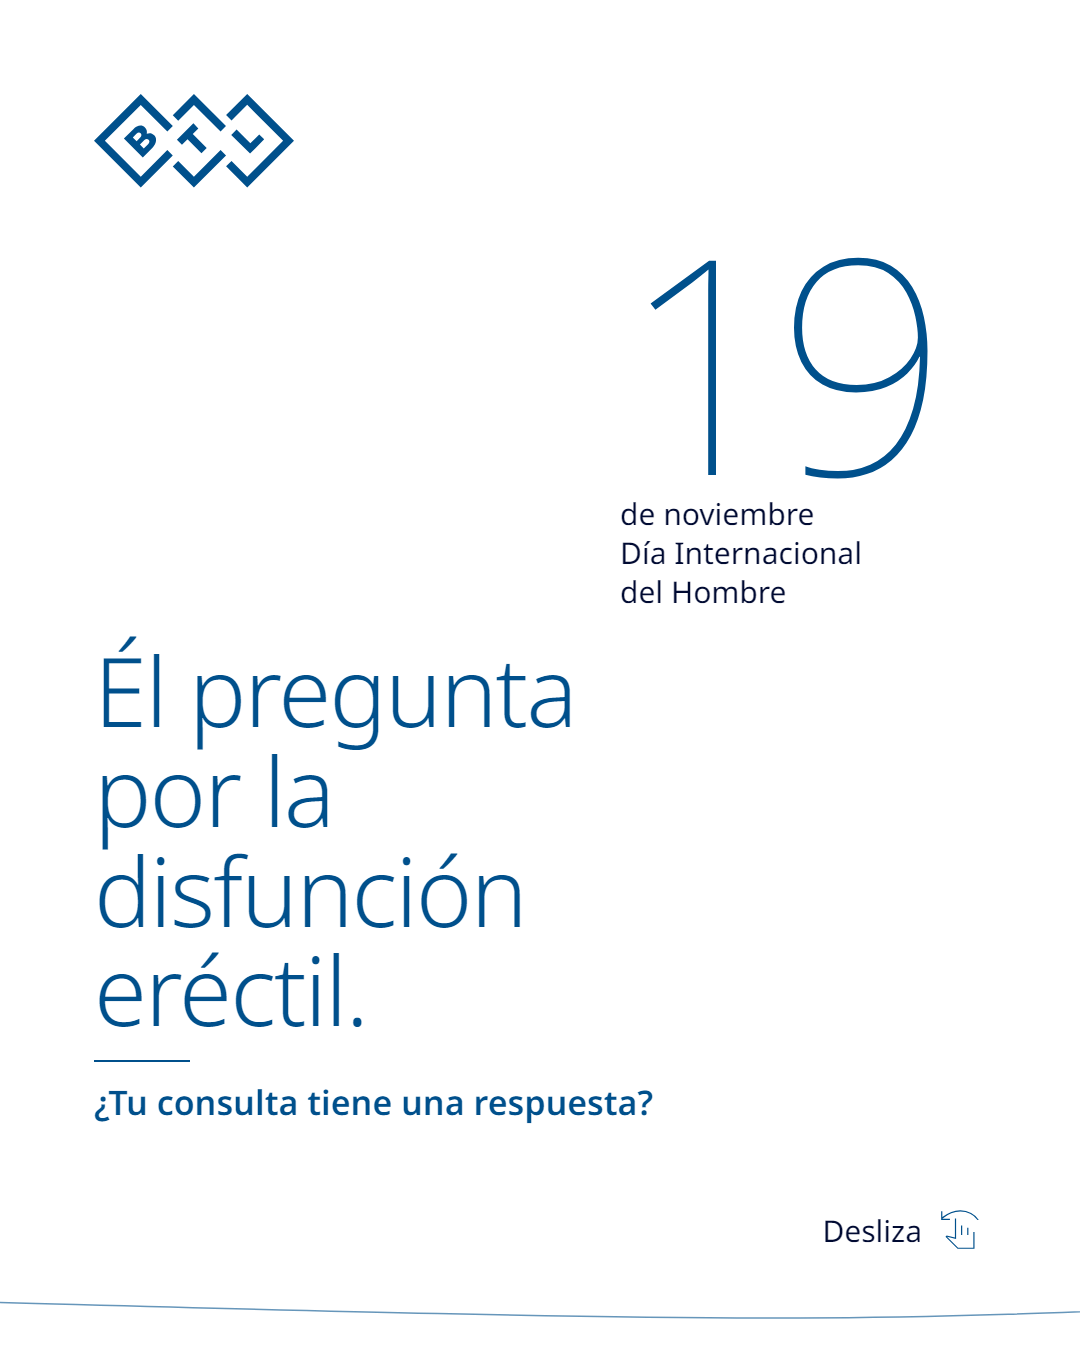 BTL
19
de noviembre
Día Internacional
del Hombre
Él pregunta
por la
disfunción
eréctil.
¿Tu consulta tiene una respuesta?
Desliza